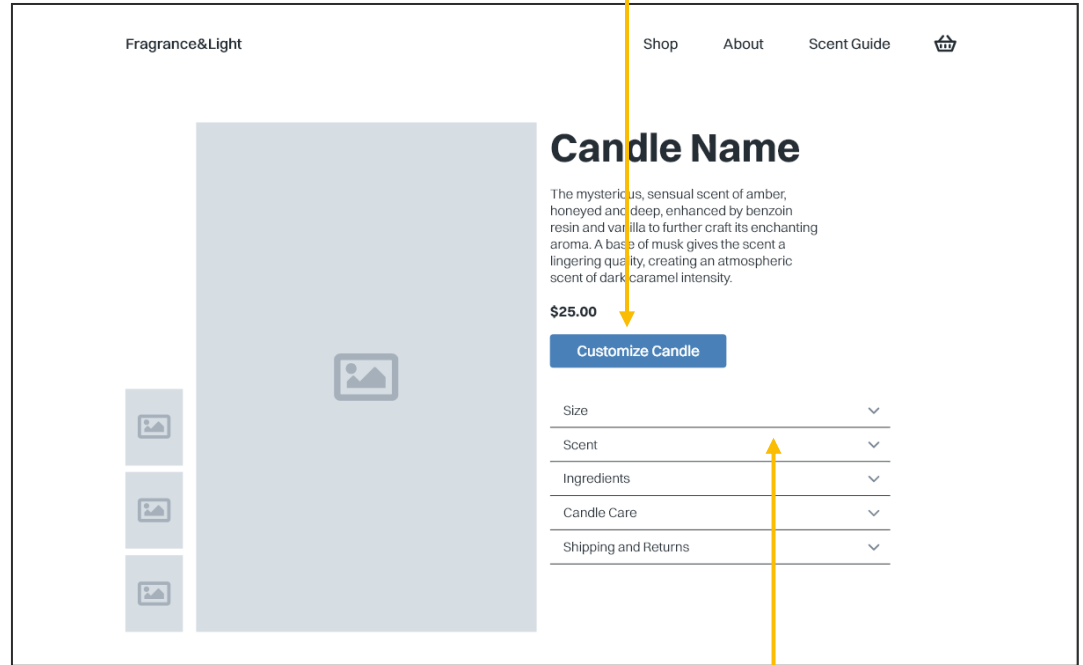 Fragrance&Light
Shop
About
Scent Guide
Candle Name
The mysterious, sensual scent of amber,
honeyed and deep, enhanced by benzoin
resin and vanilla to further craft its enchanting
aroma. A base of musk gives the scent a
lingering quality, creating an atmospheric
scent of dark caramel intensity.
$25.00
Customize Candle
Size
Scent
Ingredients
Candle Care
Shipping and Returns